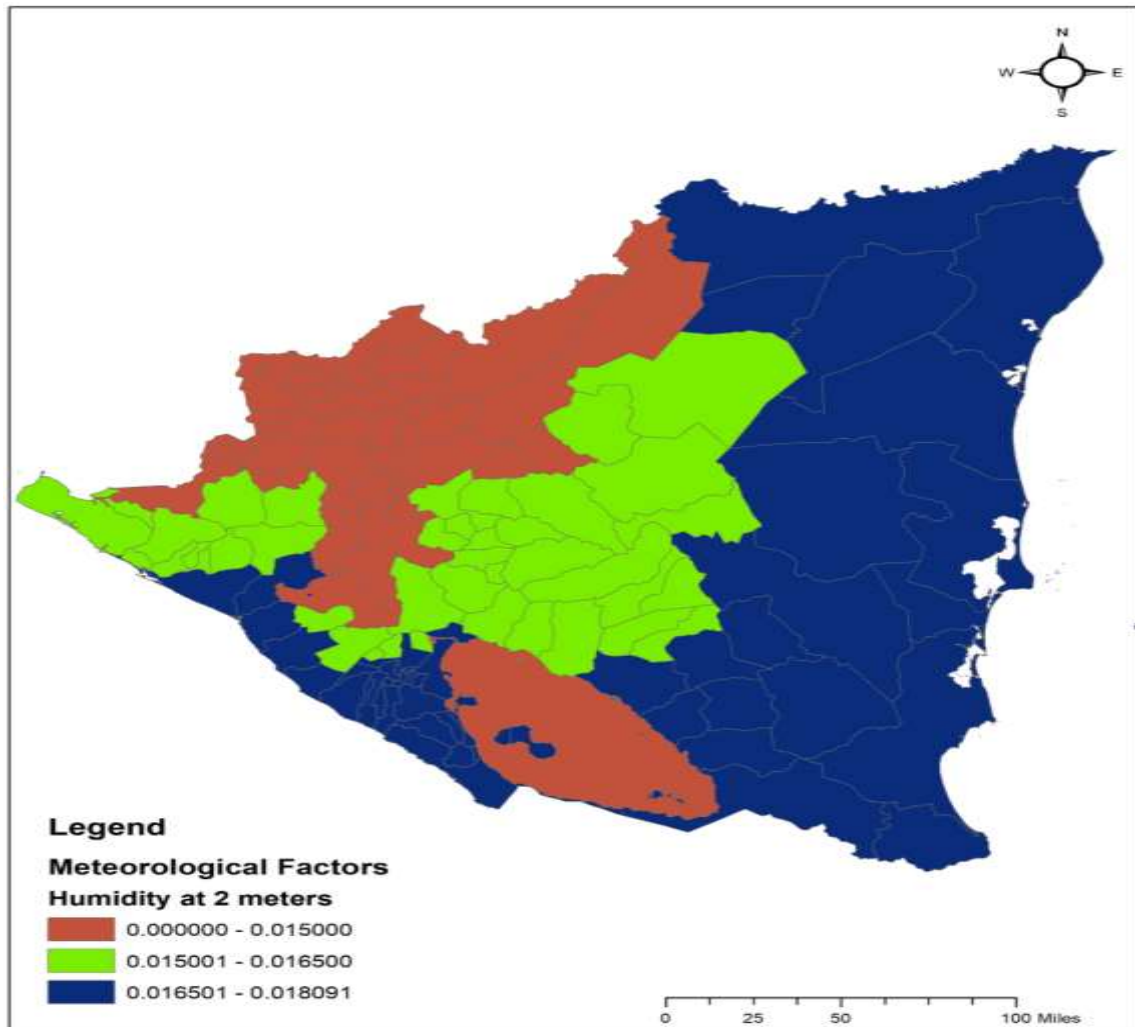 N
W E
S
Legend
Meteorological Factors
Humidity at 2 meters
0.000000 - 0.015000
0.015001 - 0.016500
0.016501 - 0.018091
0 25 50 100 Miles